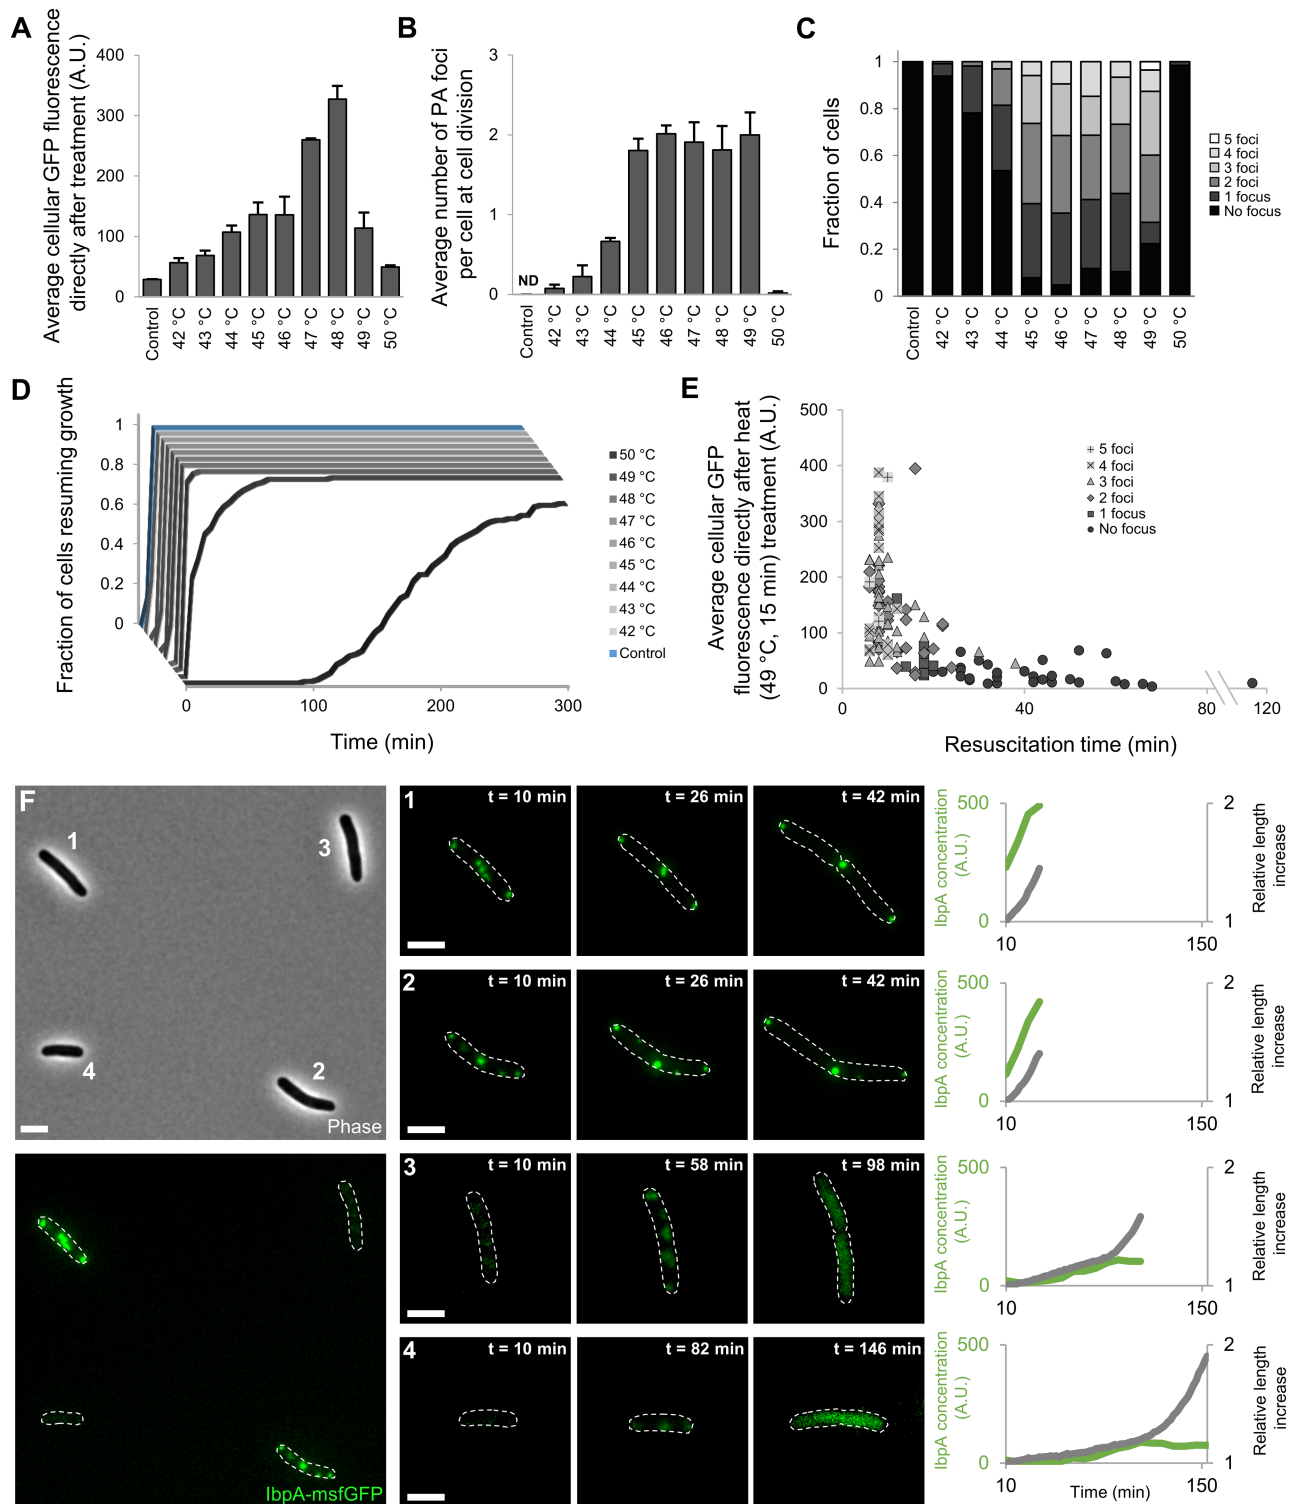 A
Average cellular GFP fluorescence
directly after treatment (A.U.)
400
300
200
100
0
Control
42 °C
43 °C
44 °C
45 °C
46 °C
47 °C
48 °C
49 °C
50 °C
B
Average number of PA foci
per cell at cell division
3
2
1
0
ND
Control
42 °C
43 °C
44 °C
45 °C
46 °C
47 °C
48 °C
49 °C
50 °C
C
Fraction of cells
1
0.8
0.6
0.4
0.2
0
Control
42 °C
43 °C
44 °C
45 °C
46 °C
47 °C
48 °C
49 °C
50 °C
5 foci
4 foci
3 foci
2 foci
1 focus
No focus
D
Fraction of cells resuming growth
1
0.8
0.6
0.4
0.2
0
0
100
200
300
Time (min)
50 °C
49 °C
48 °C
47 °C
46 °C
45 °C
44 °C
43 °C
42 °C
Control
E
Average cellular GFP
fluorescence directly after heat
(49 °C, 15 min) treatment (A.U.)
500
400
300
200
100
0
0
40
80
120
Resuscitation time (min)
5 foci
4 foci
3 foci
2 foci
1 focus
No focus
F
1
3
4
2
Phase
IbpA-msfGFP
1
t = 10 min
t = 26 min
t = 42 min
IbpA concentration
(A.U.)
500
0
10
150
2
1
Relative length
increase
2
t = 10 min
t = 26 min
t = 42 min
IbpA concentration
(A.U.)
500
0
10
150
2
1
Relative length
increase
3
t = 10 min
t = 58 min
t = 98 min
IbpA concentration
(A.U.)
500
0
10
150
2
1
Relative length
increase
4
t = 10 min
t = 82 min
t = 146 min
IbpA concentration
(A.U.)
500
0
10
150
2
1
Relative length
increase
Time (min)